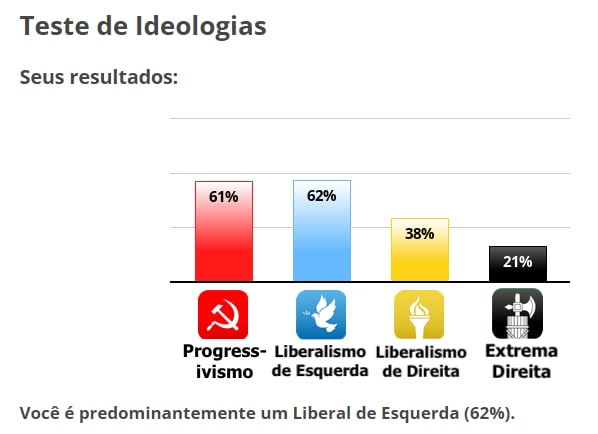 Teste de Ideologias
Seus resultados:
61%
62%
38%
21%
Progress-
ivismo
Liberalismo
de Esquerda
Liberalismo
de Direita
Extrema
Direita
Você é predominantemente um Liberal de Esquerda (62%).